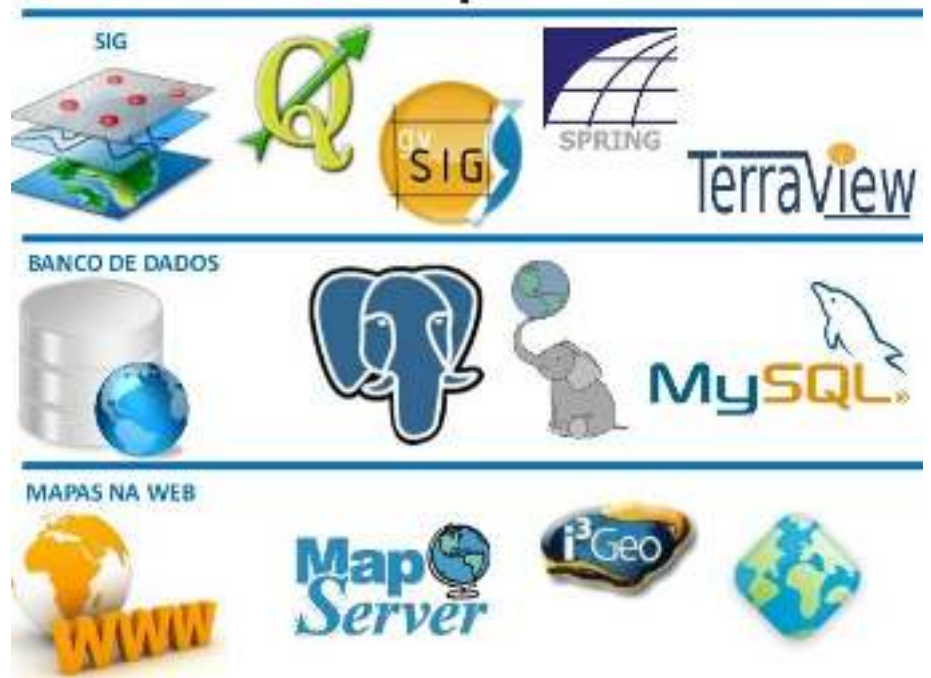 SIG
gv
SIG
SPRING
TerraView
BANCO DE DADOS
MySQL®
MAPAS NA WEB
www
Map
Server
i³Geo